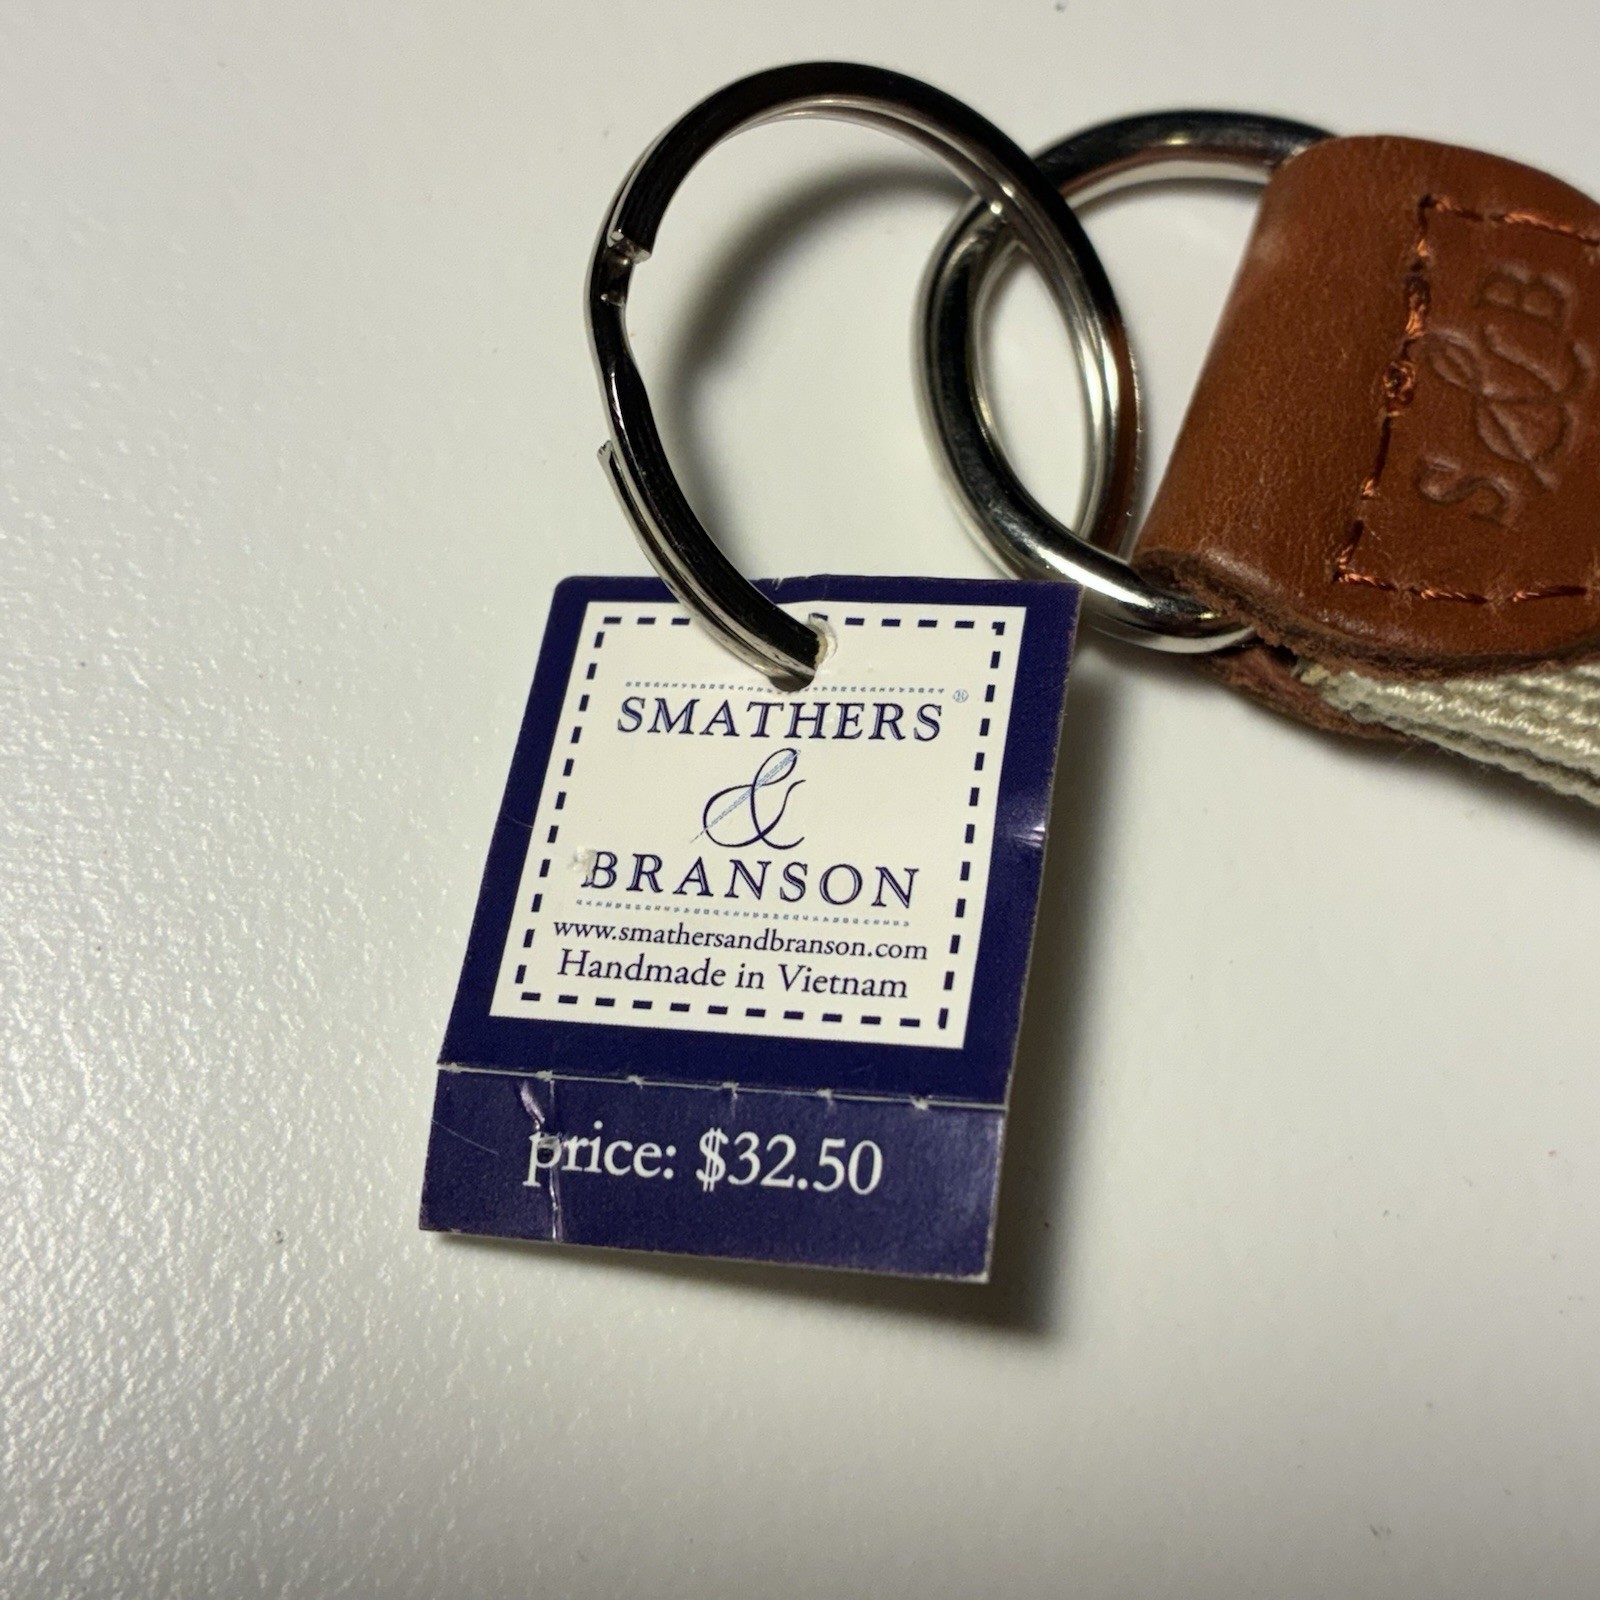 SMATHERS®
&
BRANSON
www.smathersandbranson.com
Handmade in Vietnam
price: $32.50
S&B